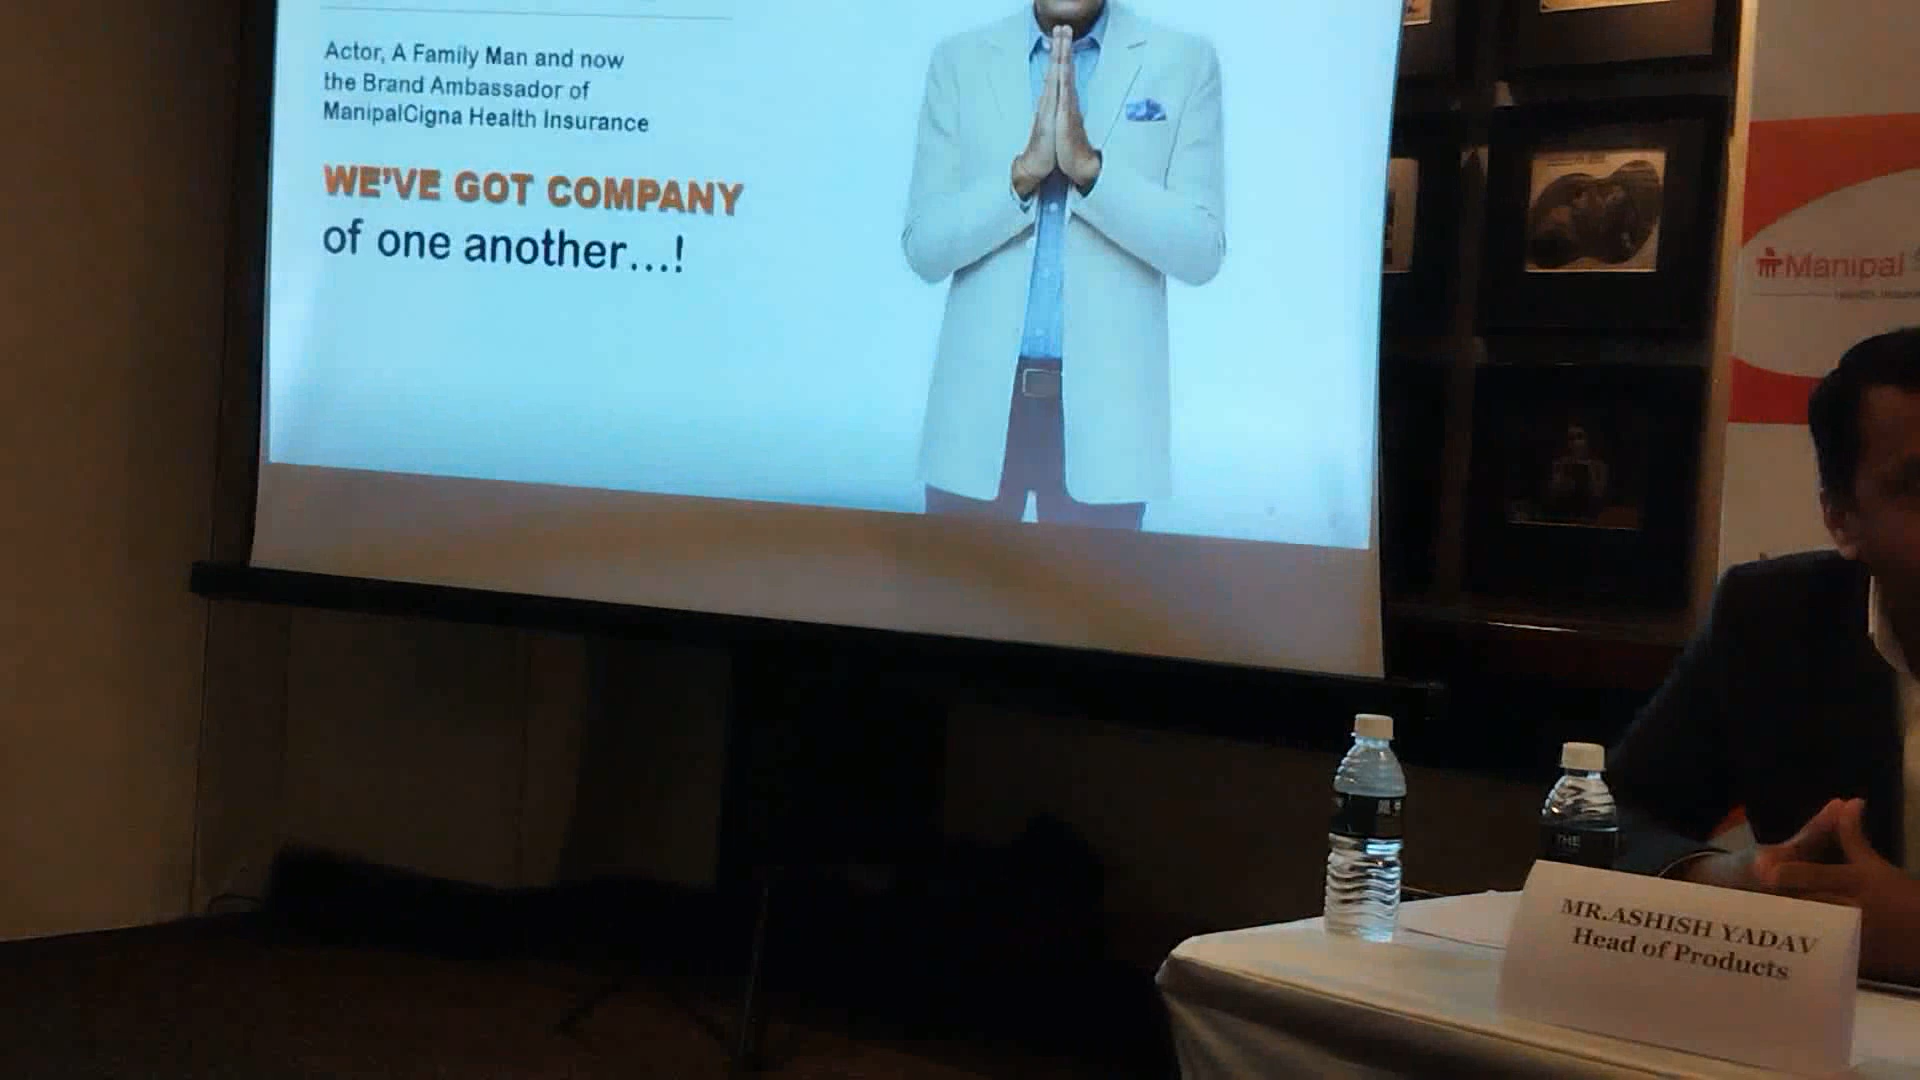 Actor, A Family Man and now
the Brand Ambassador of
ManipalCigna Health Insurance
WE'VE GOT COMPANY
of one another...!
Manipal
THE
MR.ASHISH YADAV
Head of Products